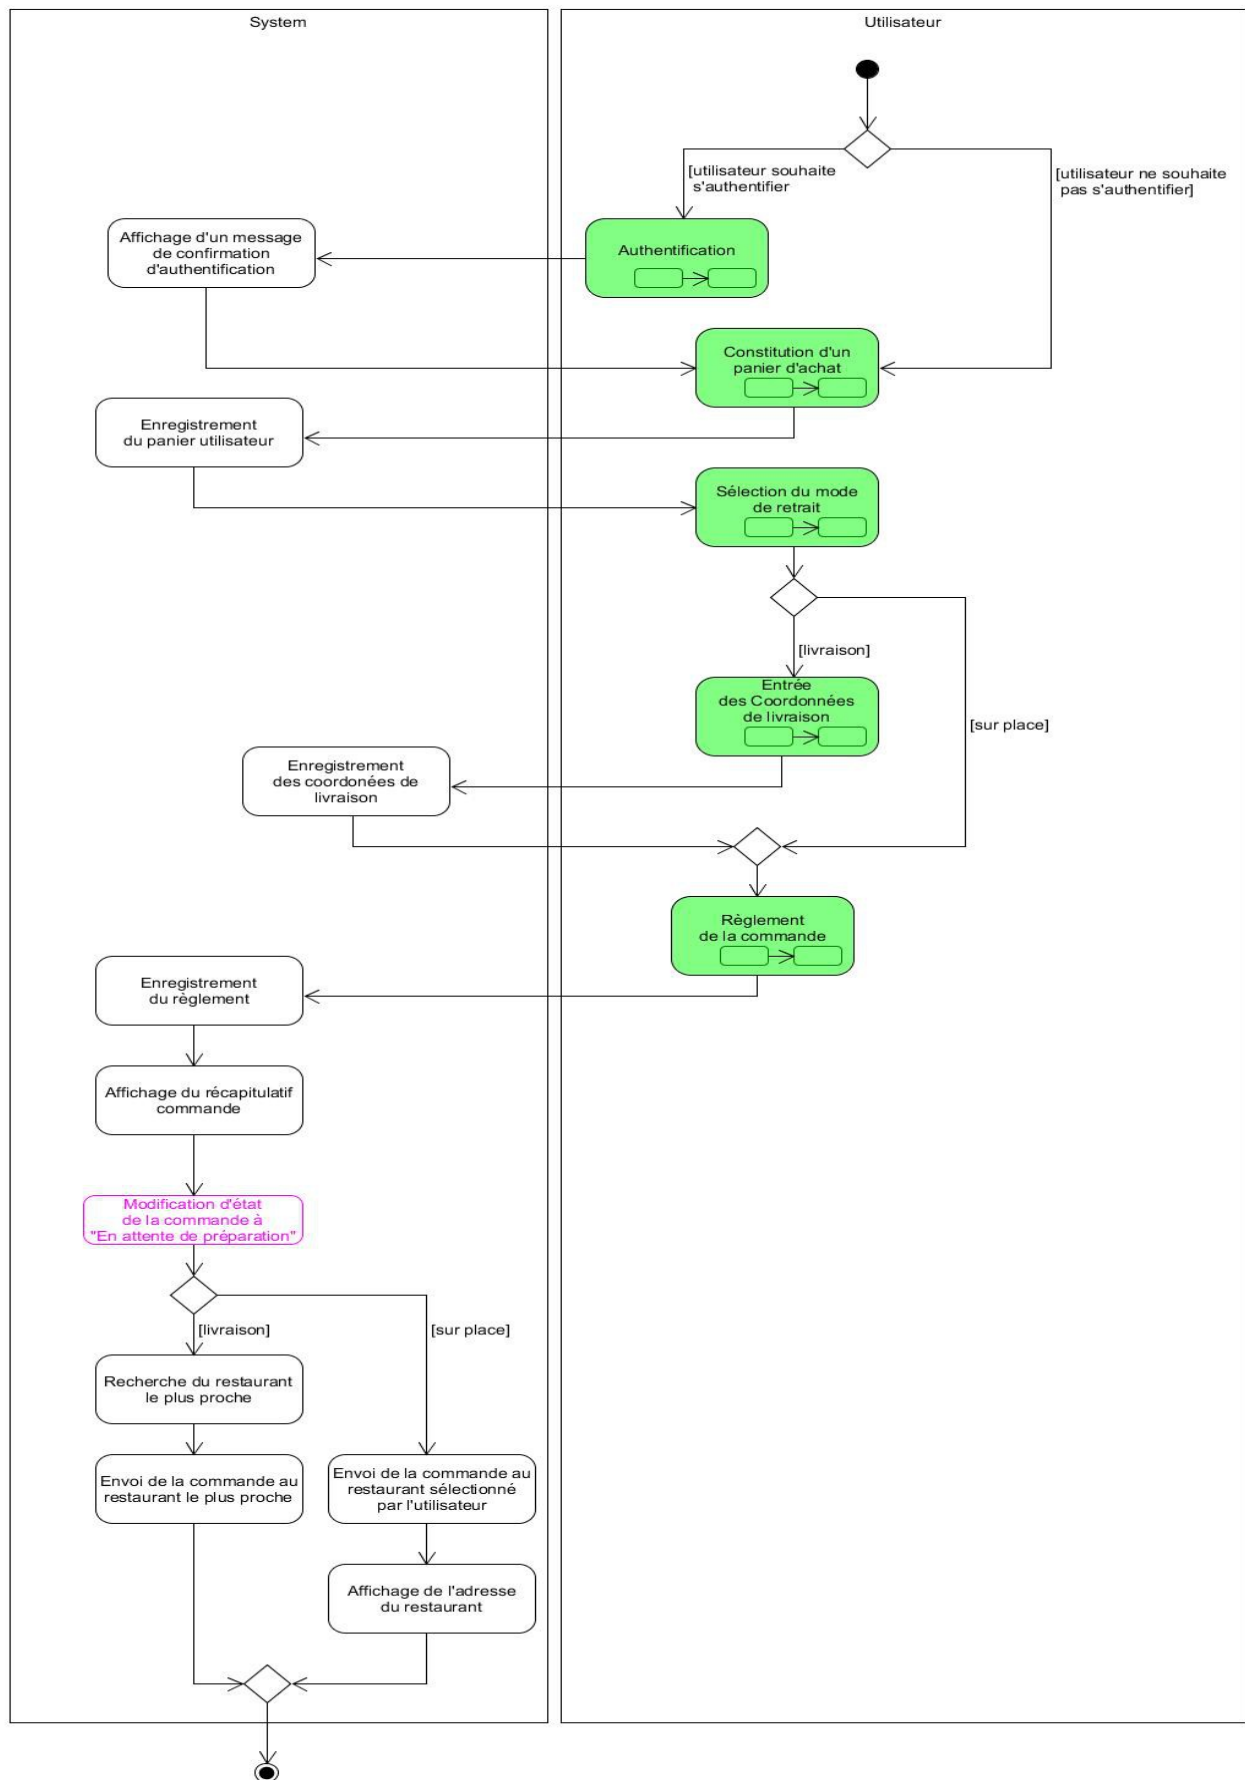 System
Utilisateur
[utilisateur souhaite
s'authentifier
[utilisateur ne souhaite
pas s'authentifier]
Authentification
Affichage d'un message
de confirmation
d'authentification
Constitution d'un
panier d'achat
Enregistrement
du panier utilisateur
Sélection du mode
de retrait
[livraison]
[sur place]
Entrée
des Coordonnées
de livraison
Enregistrement
des coordonées de
livraison
Règlement
de la commande
Enregistrement
du règlement
Affichage du récapitulatif
commande
Modification d'état
de la commande à
"En attente de préparation"
[livraison]
[sur place]
Recherche du restaurant
le plus proche
Envoi de la commande au
restaurant le plus proche
Envoi de la commande au
restaurant sélectionné
par l'utilisateur
Affichage de l'adresse
du restaurant